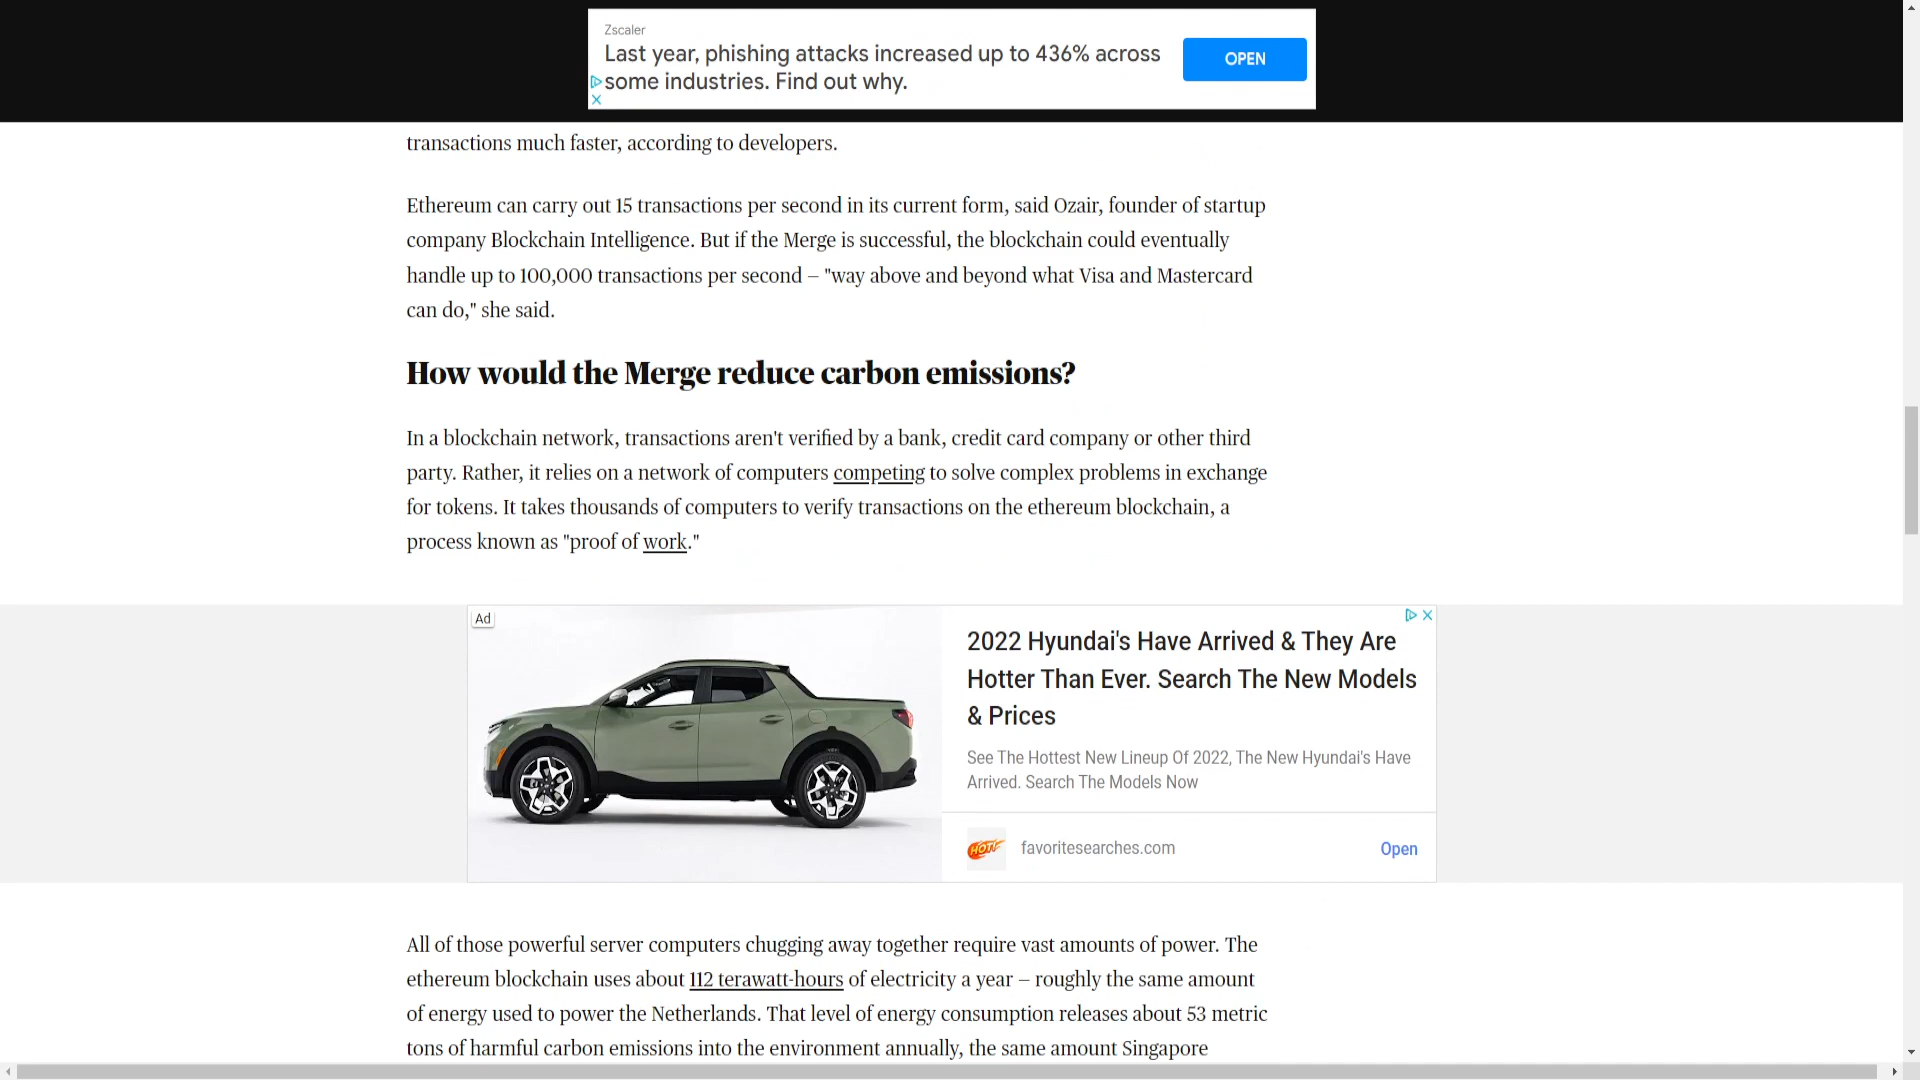 Zscaler
Last year, phishing attacks increased up to 436% across
some industries. Find out why.
OPEN
transactions much faster, according to developers.
Ethereum can carry out 15 transactions per second in its current form, said Ozair, founder of startup
company Blockchain Intelligence. But if the Merge is successful, the blockchain could eventually
handle up to 100,000 transactions per second – "way above and beyond what Visa and Mastercard
can do," she said.
How would the Merge reduce carbon emissions?
In a blockchain network, transactions aren't verified by a bank, credit card company or other third
party. Rather, it relies on a network of computers competing to solve complex problems in exchange
for tokens. It takes thousands of computers to verify transactions on the ethereum blockchain, a
process known as "proof of work."
Ad
2022 Hyundai's Have Arrived & They Are
Hotter Than Ever. Search The New Models
& Prices
See The Hottest New Lineup Of 2022, The New Hyundai's Have
Arrived. Search The Models Now
HOT!
favoritesearches.com
Open
All of those powerful server computers chugging away together require vast amounts of power. The
ethereum blockchain uses about 112 terawatt-hours of electricity a year – roughly the same amount
of energy used to power the Netherlands. That level of energy consumption releases about 53 metric
tons of harmful carbon emissions into the environment annually, the same amount Singapore